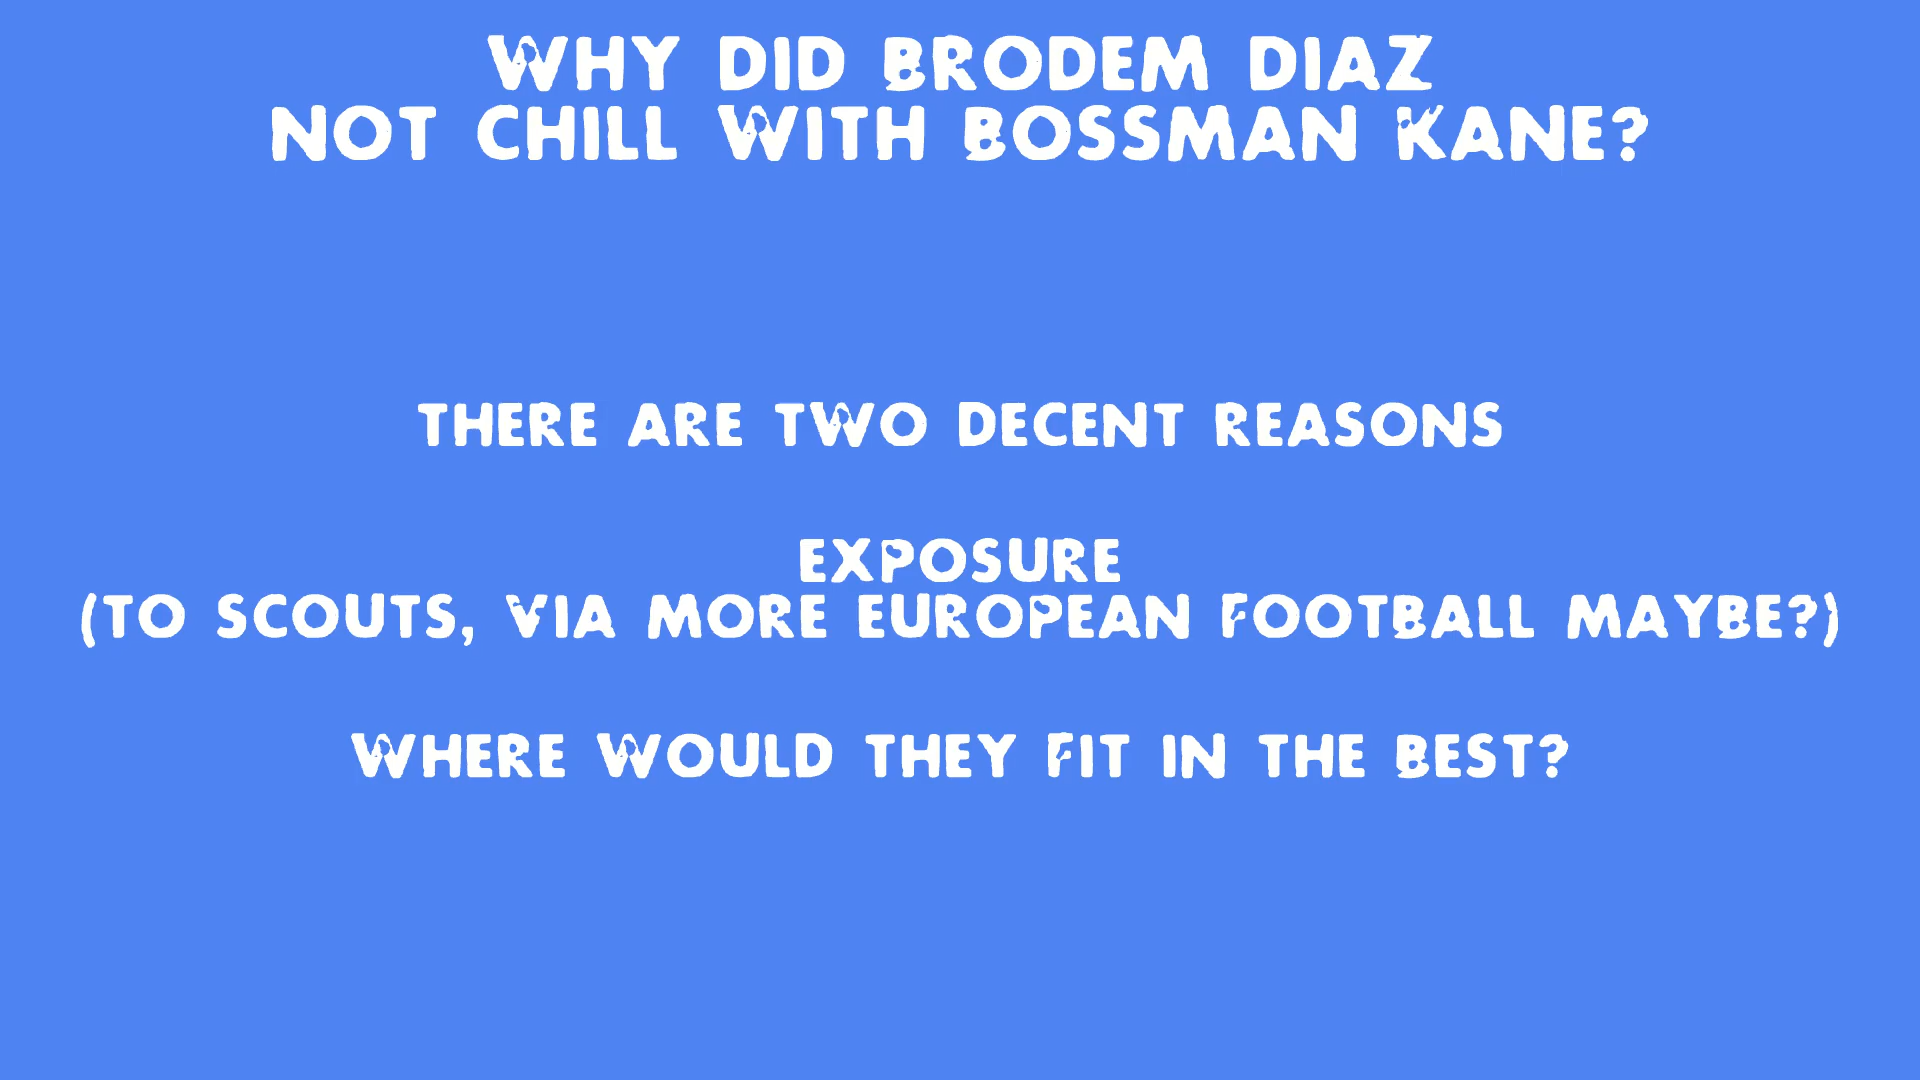 WHY DID BRODEM DIAZ
NOT CHILL WITH BOSSMAN KANE?
THERE ARE TWO DECENT REASONS
EXPOSURE
(TO SCOUTS, VIA MORE EUROPEAN FOOTBALL MAYBE?)
WHERE WOULD THEY FIT IN THE BEST?